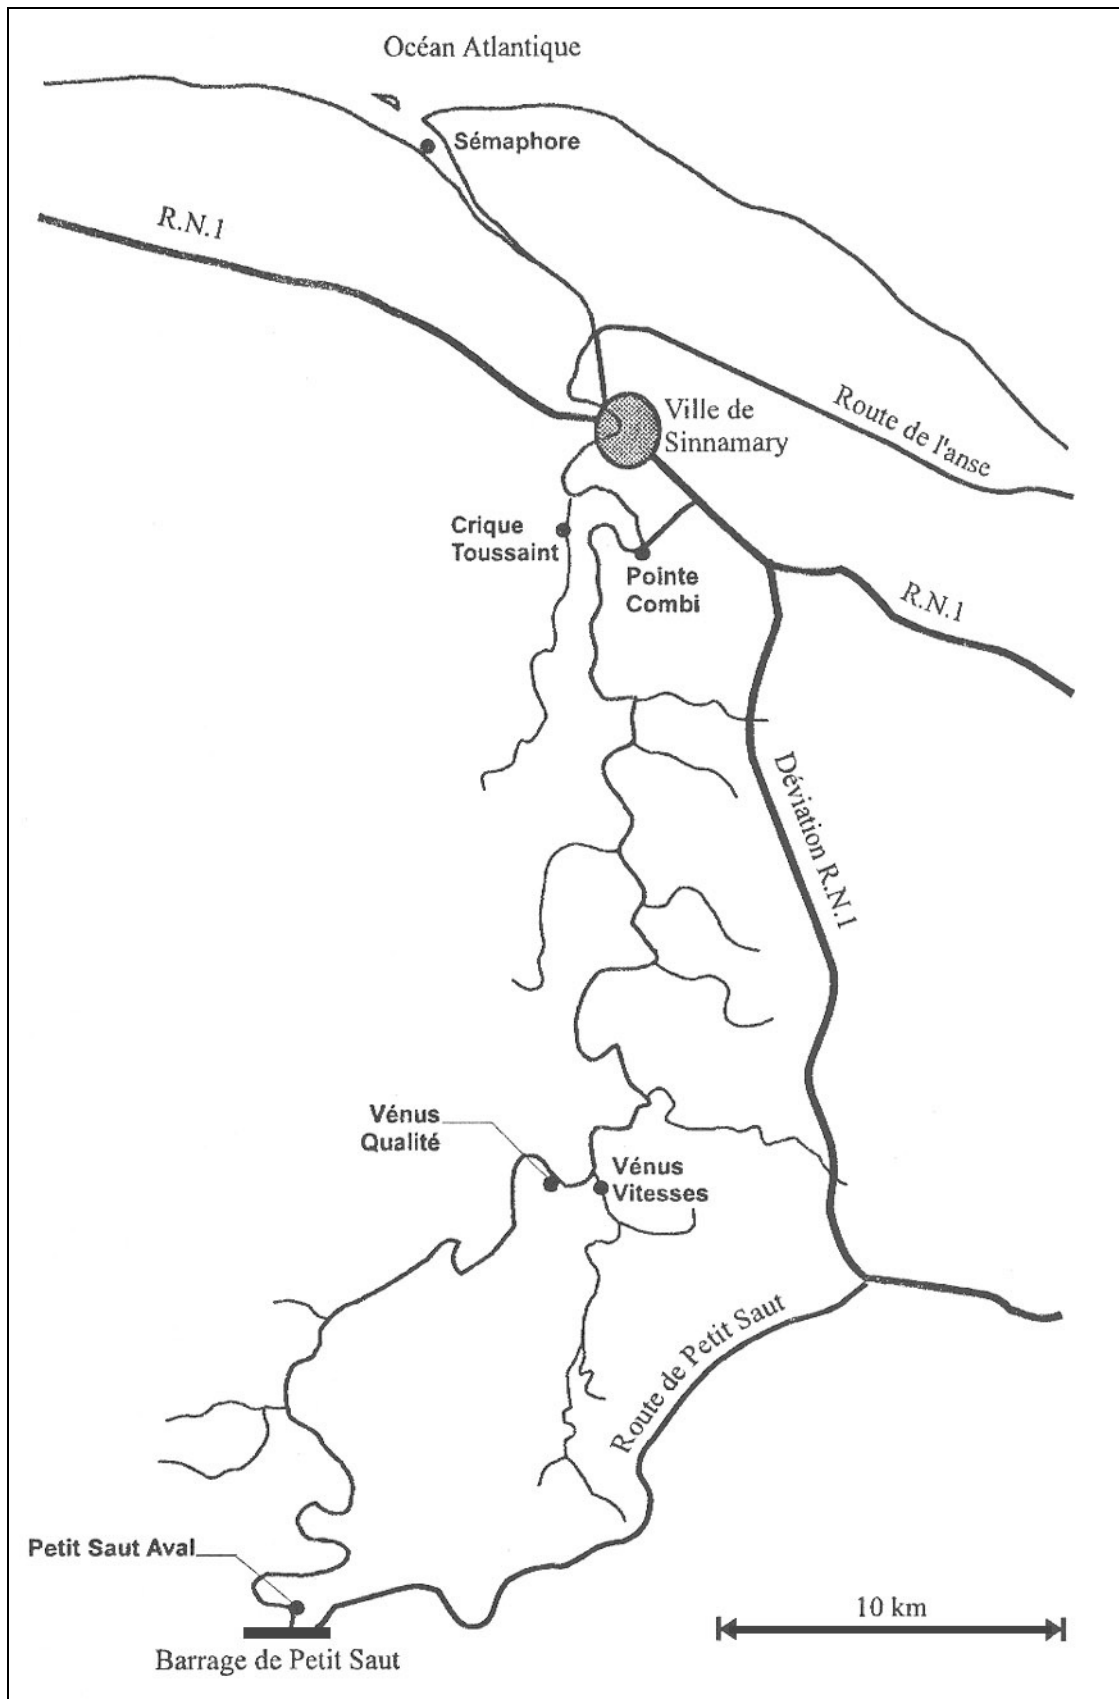 Océan Atlantique
Sémaphore
R.N.1
Ville de
Sinnamary
Route de l'anse
Crique
Toussaint
Pointe
Combi
R.N.1
Déviation R.N.1
Vénus
Qualité
Vénus
Vitesses
Route de Petit Saut
Petit Saut Aval
10 km
Barrage de Petit Saut